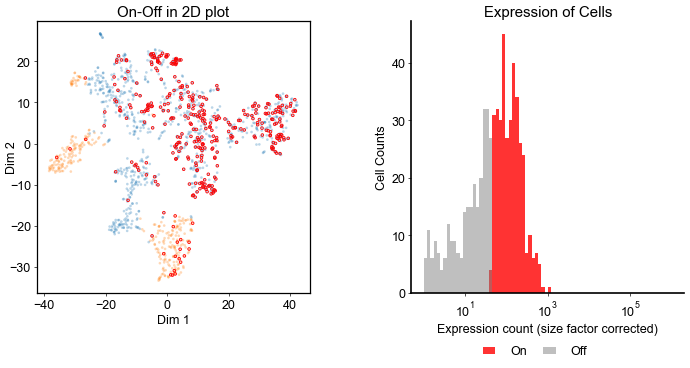 On-Off in 2D plot
20
10
0
−10
−20
−30
−40
−20
0
20
40
Dim 2
Dim 1
Expression of Cells
40
30
20
10
0
10^1
10^3
10^5
Cell Counts
Expression count (size factor corrected)
On
Off